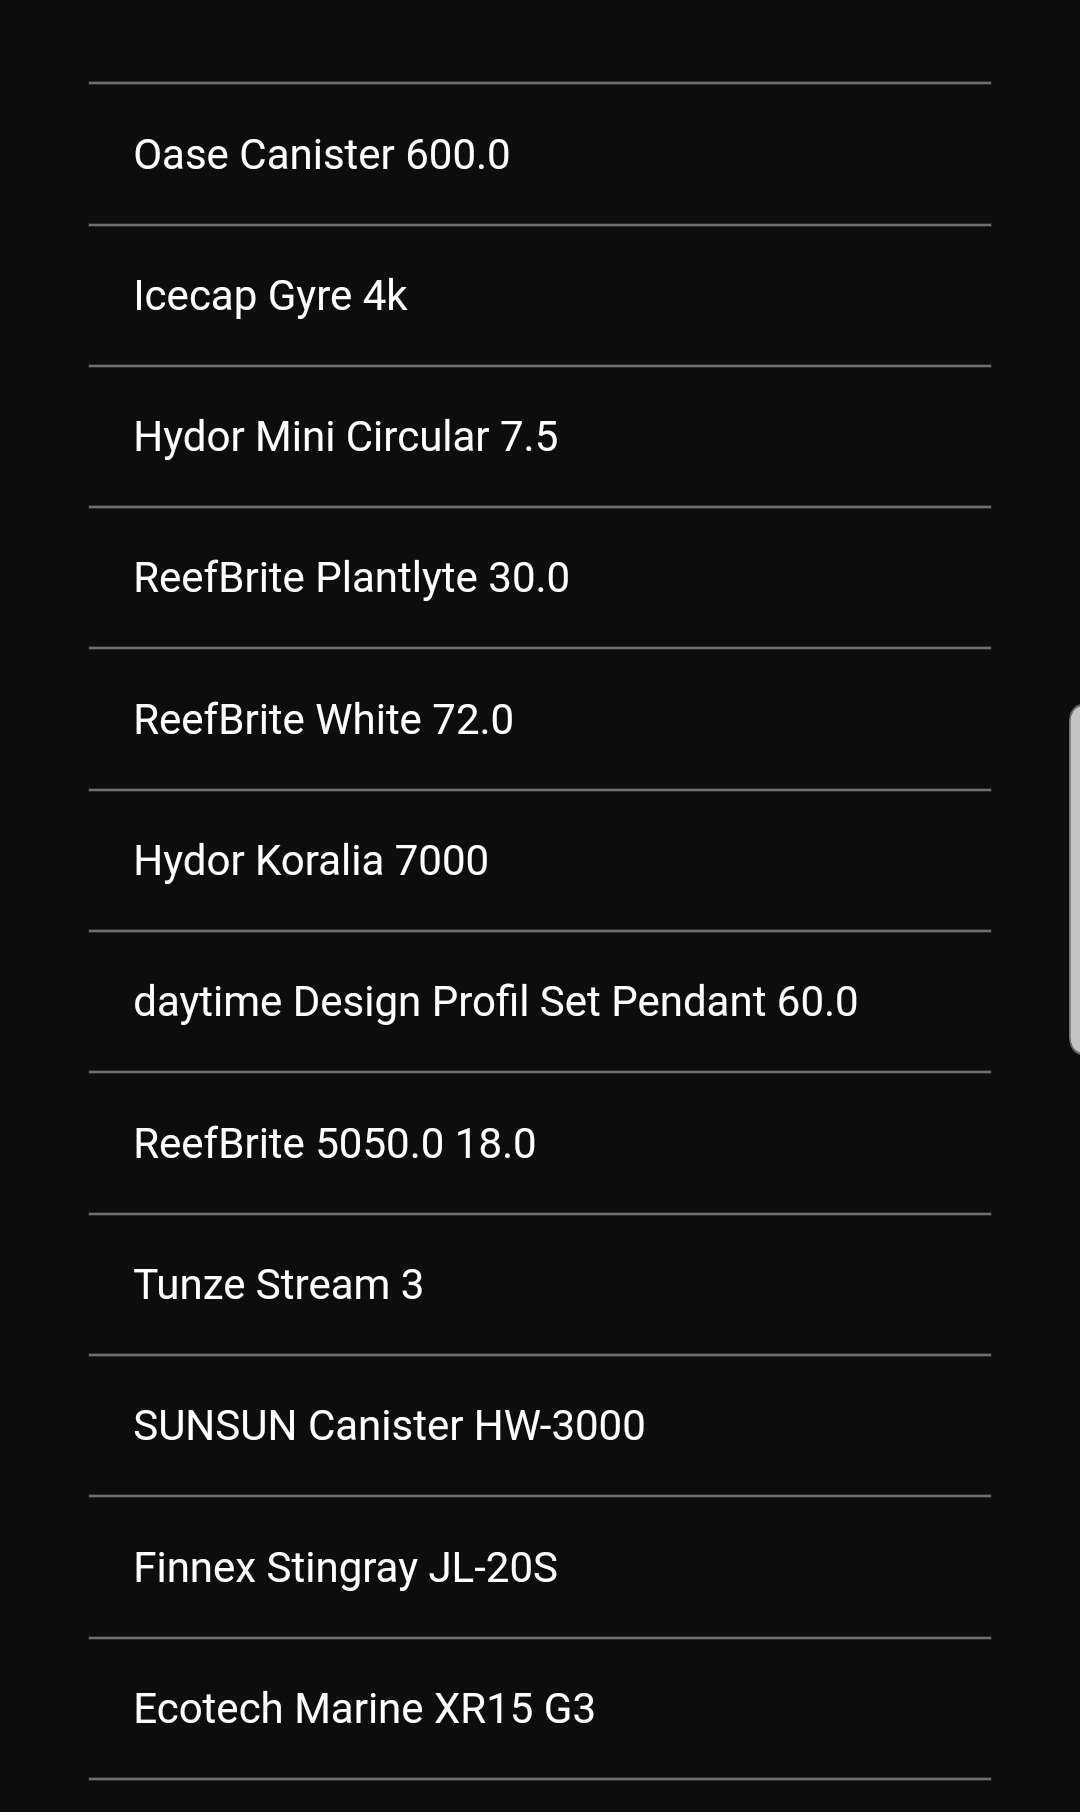 Oase Canister 600.0
Icecap Gyre 4k
Hydor Mini Circular 7.5
ReefBrite Plantlyte 30.0
ReefBrite White 72.0
Hydor Koralia 7000
daytime Design Profil Set Pendant 60.0
ReefBrite 5050.0 18.0
Tunze Stream 3
SUNSUN Canister HW-3000
Finnex Stingray JL-20S
Ecotech Marine XR15 G3